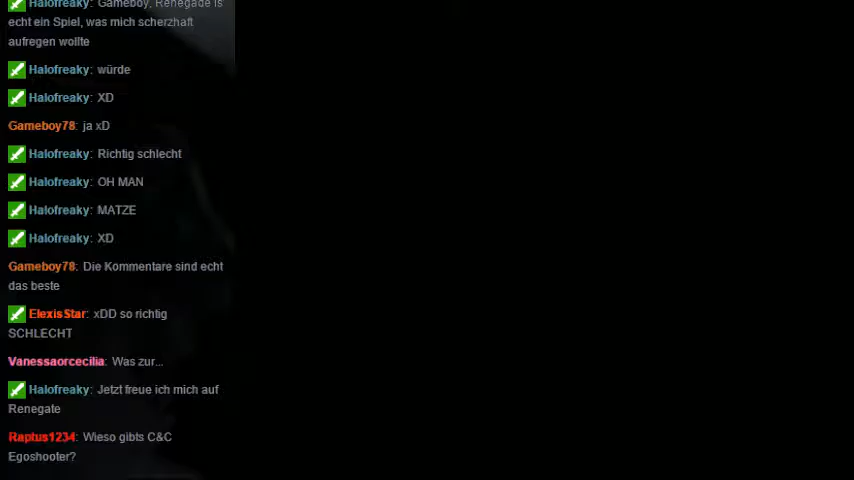 Halofreaky: Gameboy, Renegade is
echt ein Spiel, was mich scherzhaft
aufregen wollte
Halofreaky: würde
Halofreaky: XD
Gameboy78: ja xD
Halofreaky: Richtig schlecht
Halofreaky: OH MAN
Halofreaky: MATZE
Halofreaky: XD
Gameboy78: Die Kommentare sind echt
das beste
ElexisStar: xDD so richtig
SCHLECHT
Vanessaorcecilia: Was zur...
Halofreaky: Jetzt freue ich mich auf
Renegate
Raptus1234: Wieso gibts C&C
Egoshooter?